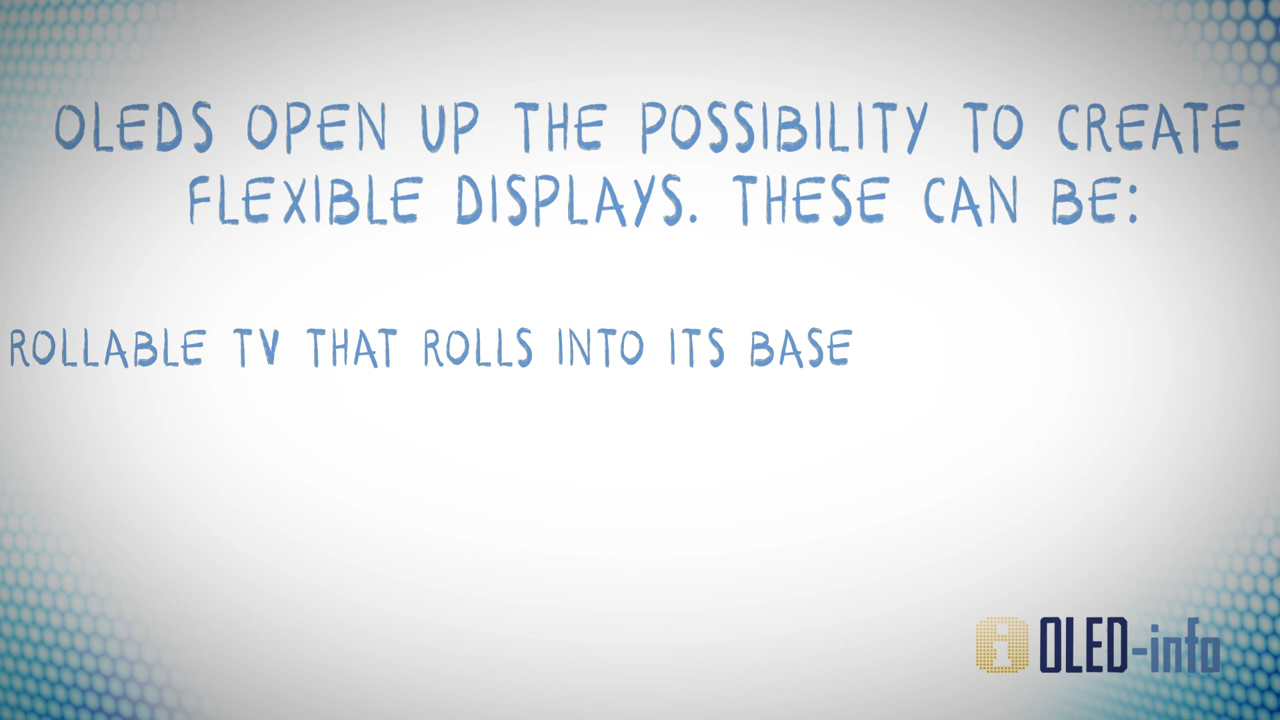 OLEDS OPEN UP THE POSSIBILITY TO CREATE
FLEXIBLE DISPLAYS. THESE CAN BE:
ROLLABLE TV THAT ROLLS INTO ITS BASE
i OLED-info